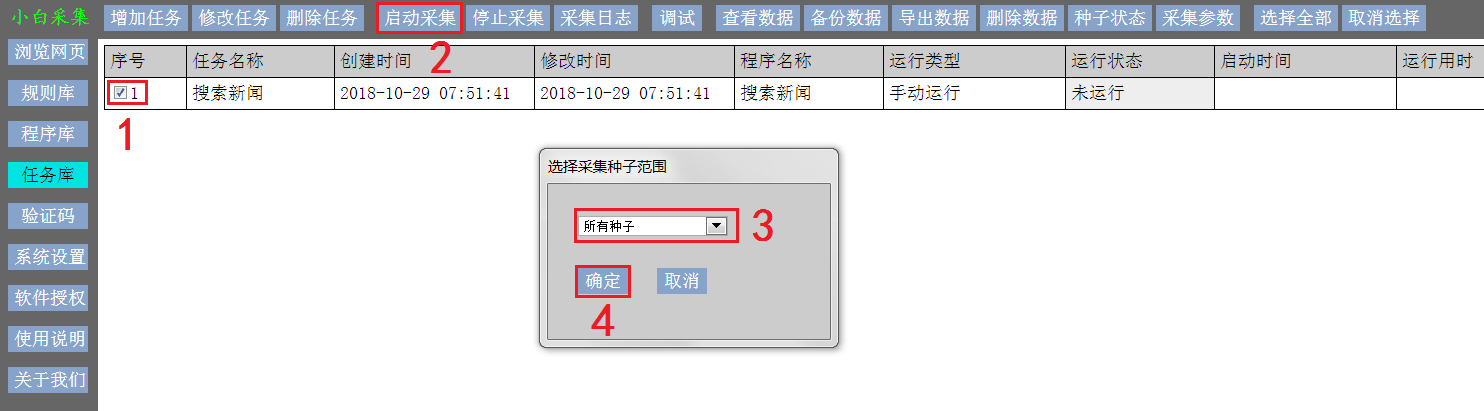 小白采集 增加任务 修改任务 删除任务 启动采集 停止采集 采集日志 调试 查看数据 备份数据 导出数据 删除数据 种子状态 采集参数 选择全部 取消选择
2
浏览网页
序号 任务名称 创建时间 修改时间 程序名称 运行类型 运行状态 启动时间 运行用时
规则库
1 搜索新闻 2018-10-29 07:51:41 2018-10-29 07:51:41 搜索新闻 手动运行 未运行
1
程序库
任务库
验证码
系统设置
软件授权
使用说明
关于我们
选择采集种子范围
所有种子
3
确定 取消
4